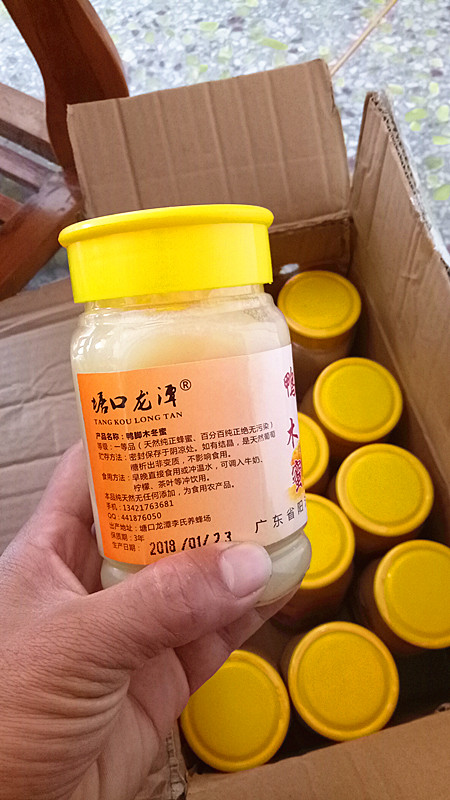 塘口龙潭®
TANG KOU LONG TAN
产品名称：鸭脚木冬蜜
等级：一等品（天然纯正蜂蜜、百分百纯正绝无污染）
贮存方法：密封保存于阴凉处。如有结晶，是天然葡萄
糖析出非变质，不影响食用。
食用方法：早晚直接食用或冲温水，可调入牛奶、
柠檬、茶叶等冲饮用。
本品纯天然无任何添加，为食用农产品。
手机：13421763681
QQ：441876050
出产地址：塘口龙潭李氏养蜂场
保质期：3年
生产日期：2018/01/23
鸭
木
蜜
广东省阳